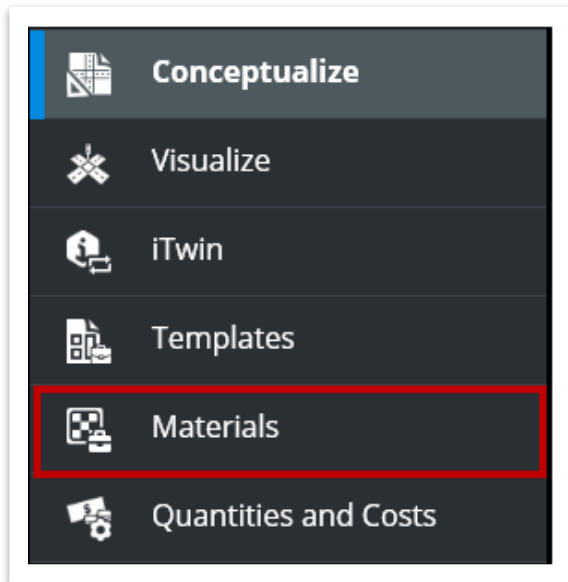 Conceptualize
Visualize
iTwin
Templates
Materials
Quantities and Costs